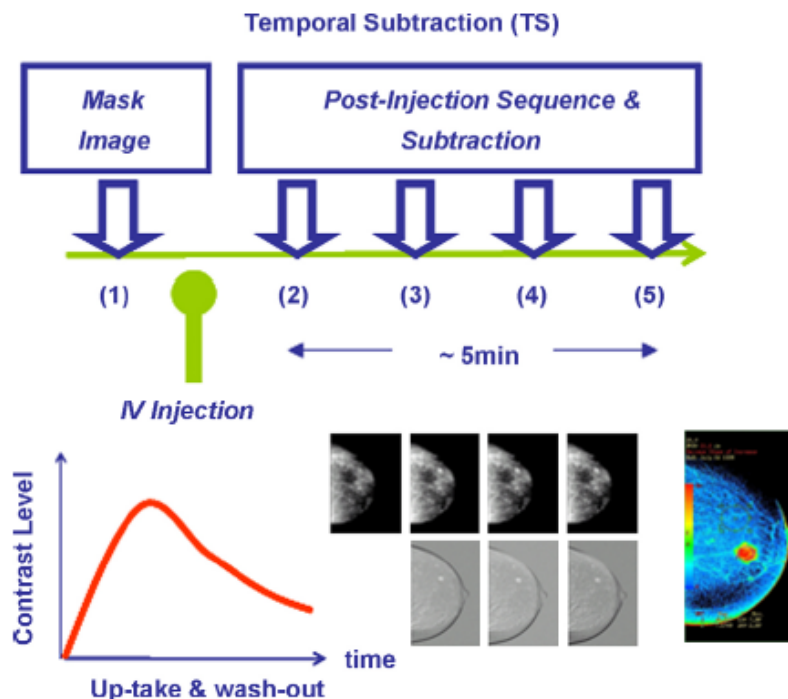 Temporal Subtraction (TS)
Mask
Image
Post-Injection Sequence &
Subtraction
(1)
(2)
(3)
(4)
(5)
~ 5min
IV Injection
Contrast Level
time
Up-take & wash-out